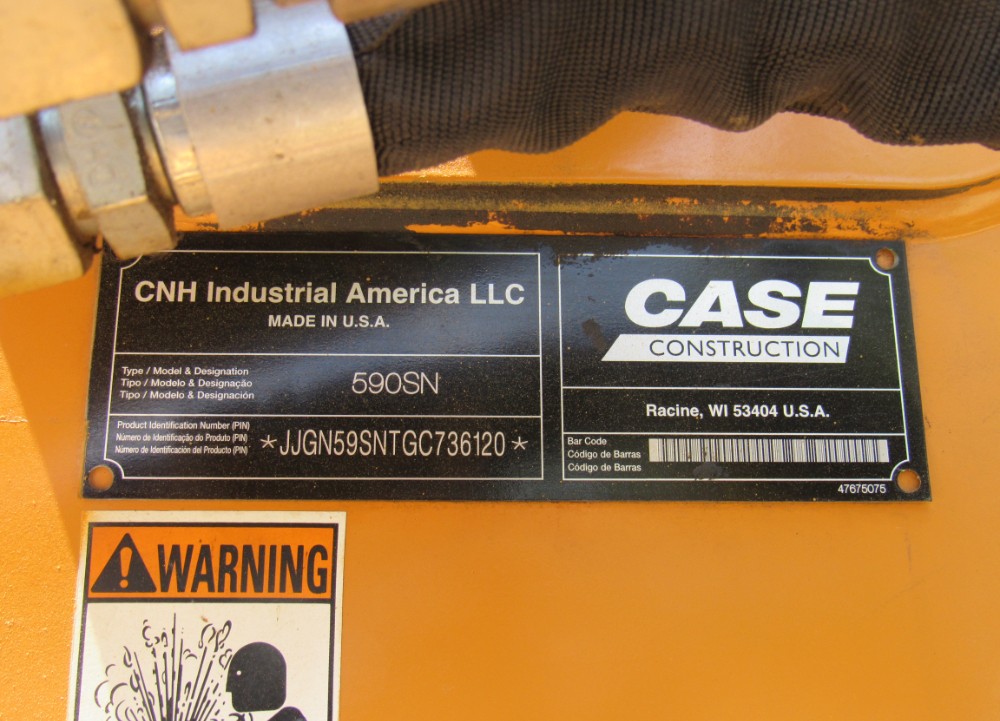 CNH Industrial America LLC
MADE IN U.S.A.
Type / Model & Designation
Tipo / Modelo & Designação
Tipo / Modelo & Designación
590SN
Product Identification Number (PIN)
Número de Identificação do Produto (PIN)
Número de Identificación del Producto (PIN)
*JJGN59SNTGC736120*
CASE
CONSTRUCTION
Racine, WI 53404 U.S.A.
Bar Code
Código de Barras
Código de Barras
47675075
WARNING